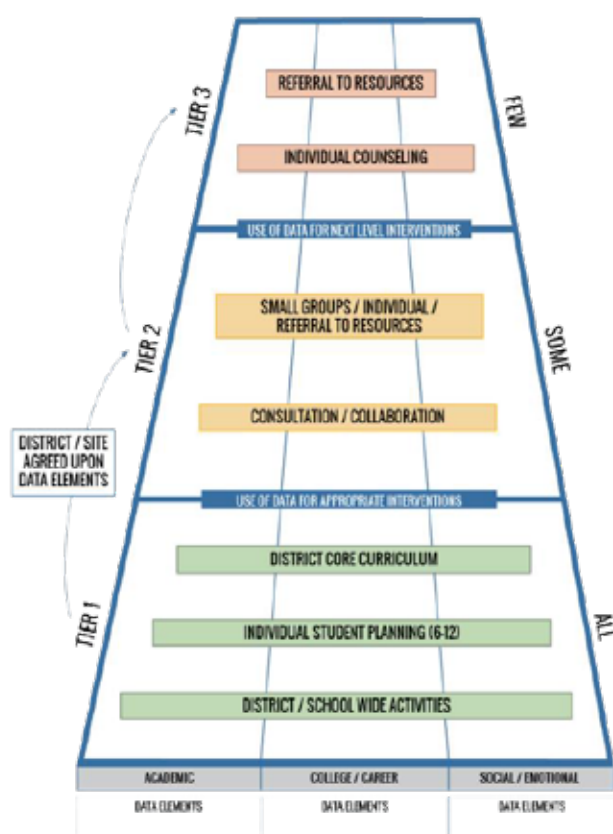 REFERRAL TO RESOURCES
TIER 3
FEW
INDIVIDUAL COUNSELING
USE OF DATA FOR NEXT LEVEL INTERVENTIONS
SMALL GROUPS / INDIVIDUAL /
REFERRAL TO RESOURCES
TIER 2
SOME
CONSULTATION / COLLABORATION
DISTRICT / SITE
AGREED UPON
DATA ELEMENTS
USE OF DATA FOR APPROPRIATE INTERVENTIONS
DISTRICT CORE CURRICULUM
TIER 1
ALL
INDIVIDUAL STUDENT PLANNING (6-12)
DISTRICT / SCHOOL WIDE ACTIVITIES
ACADEMIC
COLLEGE / CAREER
SOCIAL / EMOTIONAL
DATA ELEMENTS
DATA ELEMENTS
DATA ELEMENTS